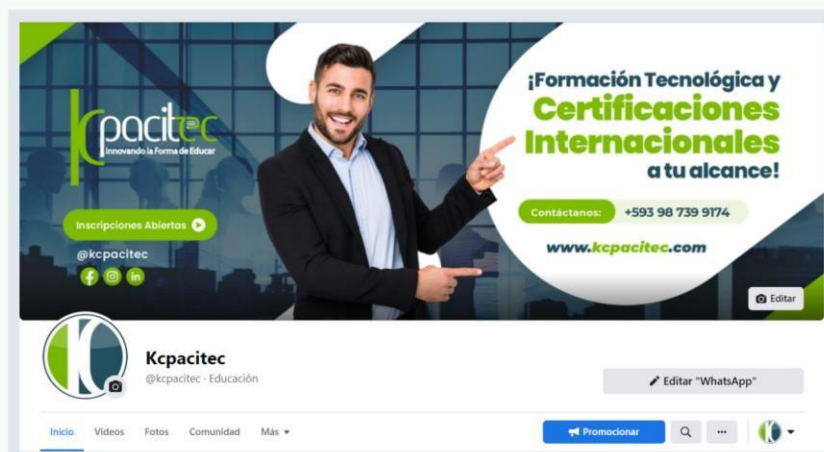 kpacitec
Innovando la Forma de Educar
Inscripciones Abiertas
@kcpacitec
¡Formación Tecnológica y
Certificaciones
Internacionales
a tu alcance!
Contáctanos: +593 98 739 9174
www.kcpacitec.com
Editar
Kcpacitec
@kcpacitec · Educación
Editar "WhatsApp"
Inicio Videos Fotos Comunidad Más
Promocionar